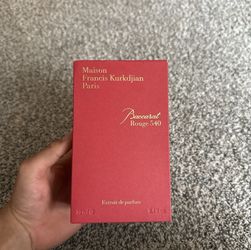 Maison
Francis Kurkdjian
Paris
Baccarat
Rouge 540
Extrait de parfum